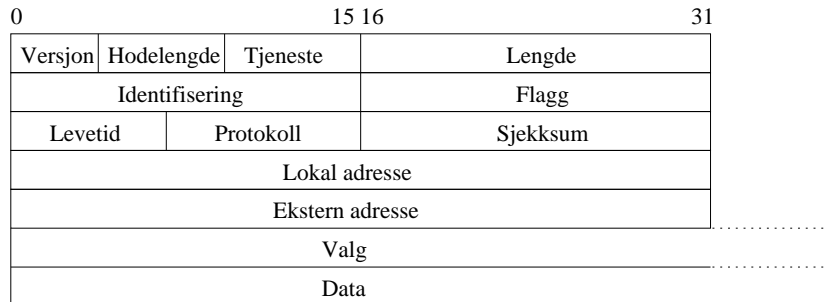 0 15 16 31
Versjon Hodelengde Tjeneste Lengde
Identifisering Flagg
Levetid Protokoll Sjekksum
Lokal adresse
Ekstern adresse
Valg
Data